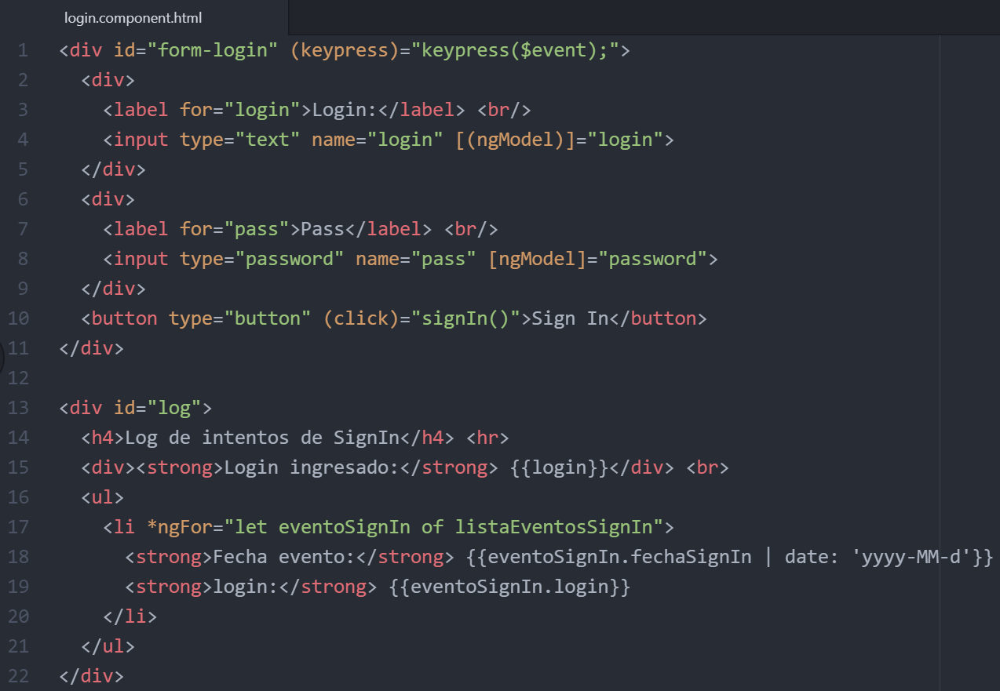 login.component.html
1 <div id="form-login" (keypress)="keypress($event);">
2   <div>
3     <label for="login">Login:</label> <br/>
4     <input type="text" name="login" [(ngModel)]="login">
5   </div>
6   <div>
7     <label for="pass">Pass</label> <br/>
8     <input type="password" name="pass" [ngModel]="password">
9   </div>
10   <button type="button" (click)="signIn()">Sign In</button>
11 </div>
12
13 <div id="log">
14   <h4>Log de intentos de SignIn</h4> <hr>
15   <div><strong>Login ingresado:</strong> {{login}}</div> <br>
16   <ul>
17     <li *ngFor="let eventoSignIn of listaEventosSignIn">
18       <strong>Fecha evento:</strong> {{eventoSignIn.fechaSignIn | date: 'yyyy-MM-d'}}
19       <strong>login:</strong> {{eventoSignIn.login}}
20     </li>
21   </ul>
22 </div>